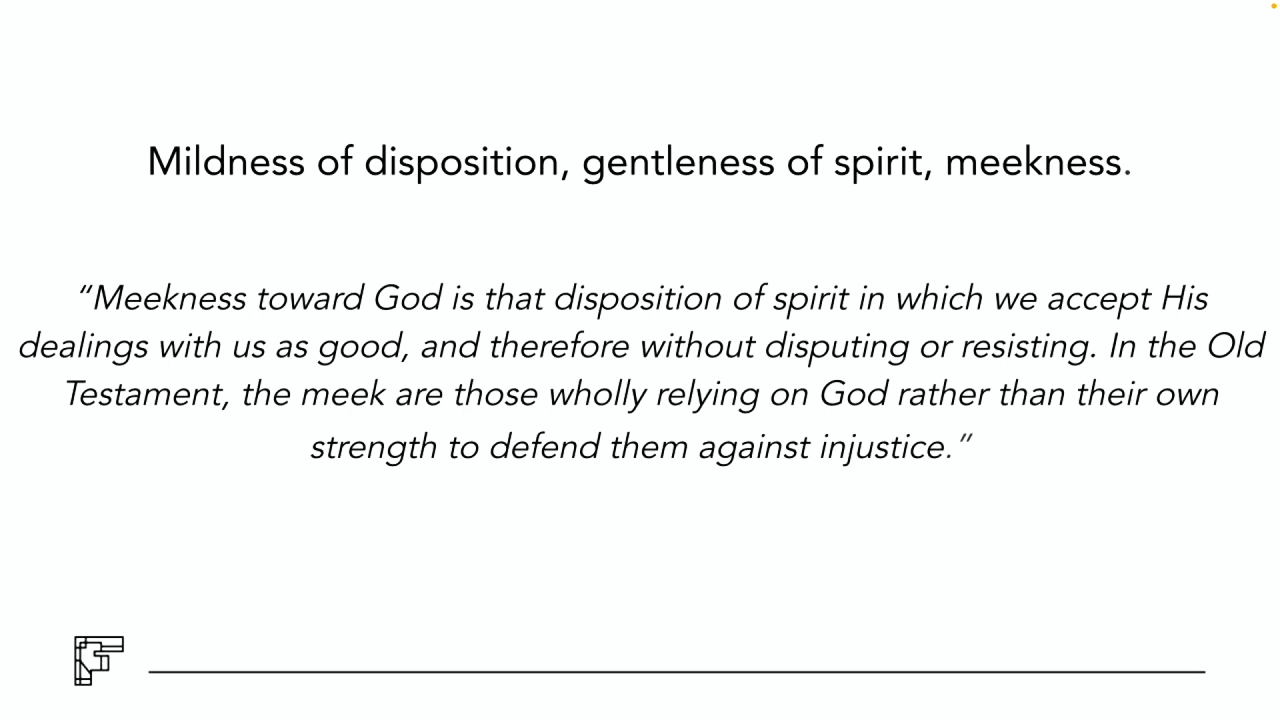 Mildness of disposition, gentleness of spirit, meekness.
“Meekness toward God is that disposition of spirit in which we accept His
dealings with us as good, and therefore without disputing or resisting. In the Old
Testament, the meek are those wholly relying on God rather than their own
strength to defend them against injustice.”